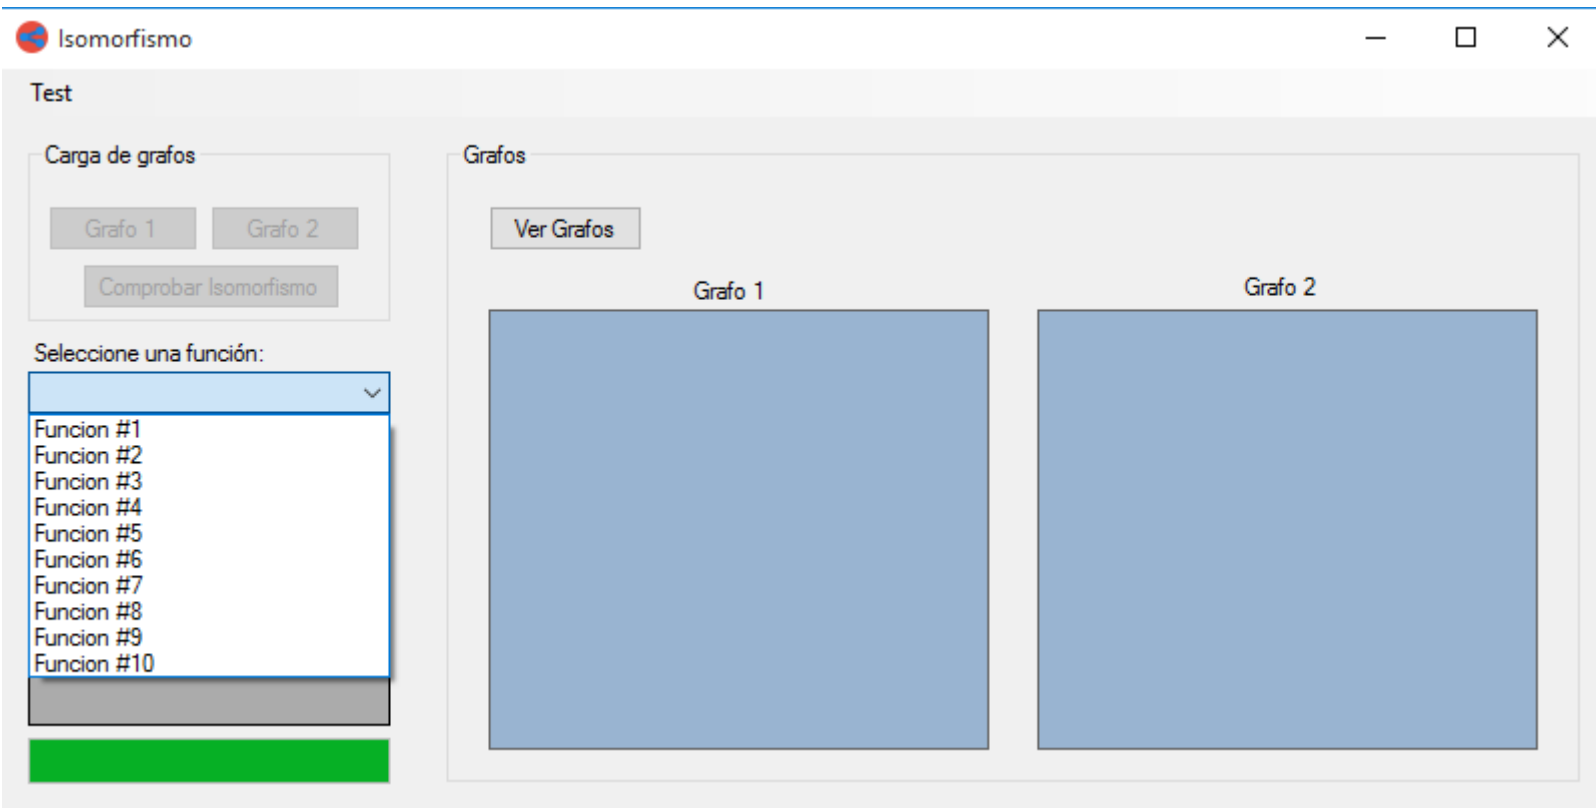 Isomorfismo
Test
Carga de grafos
Grafo 1
Grafo 2
Comprobar Isomorfismo
Seleccione una función:
Funcion #1
Funcion #2
Funcion #3
Funcion #4
Funcion #5
Funcion #6
Funcion #7
Funcion #8
Funcion #9
Funcion #10
Grafos
Ver Grafos
Grafo 1
Grafo 2